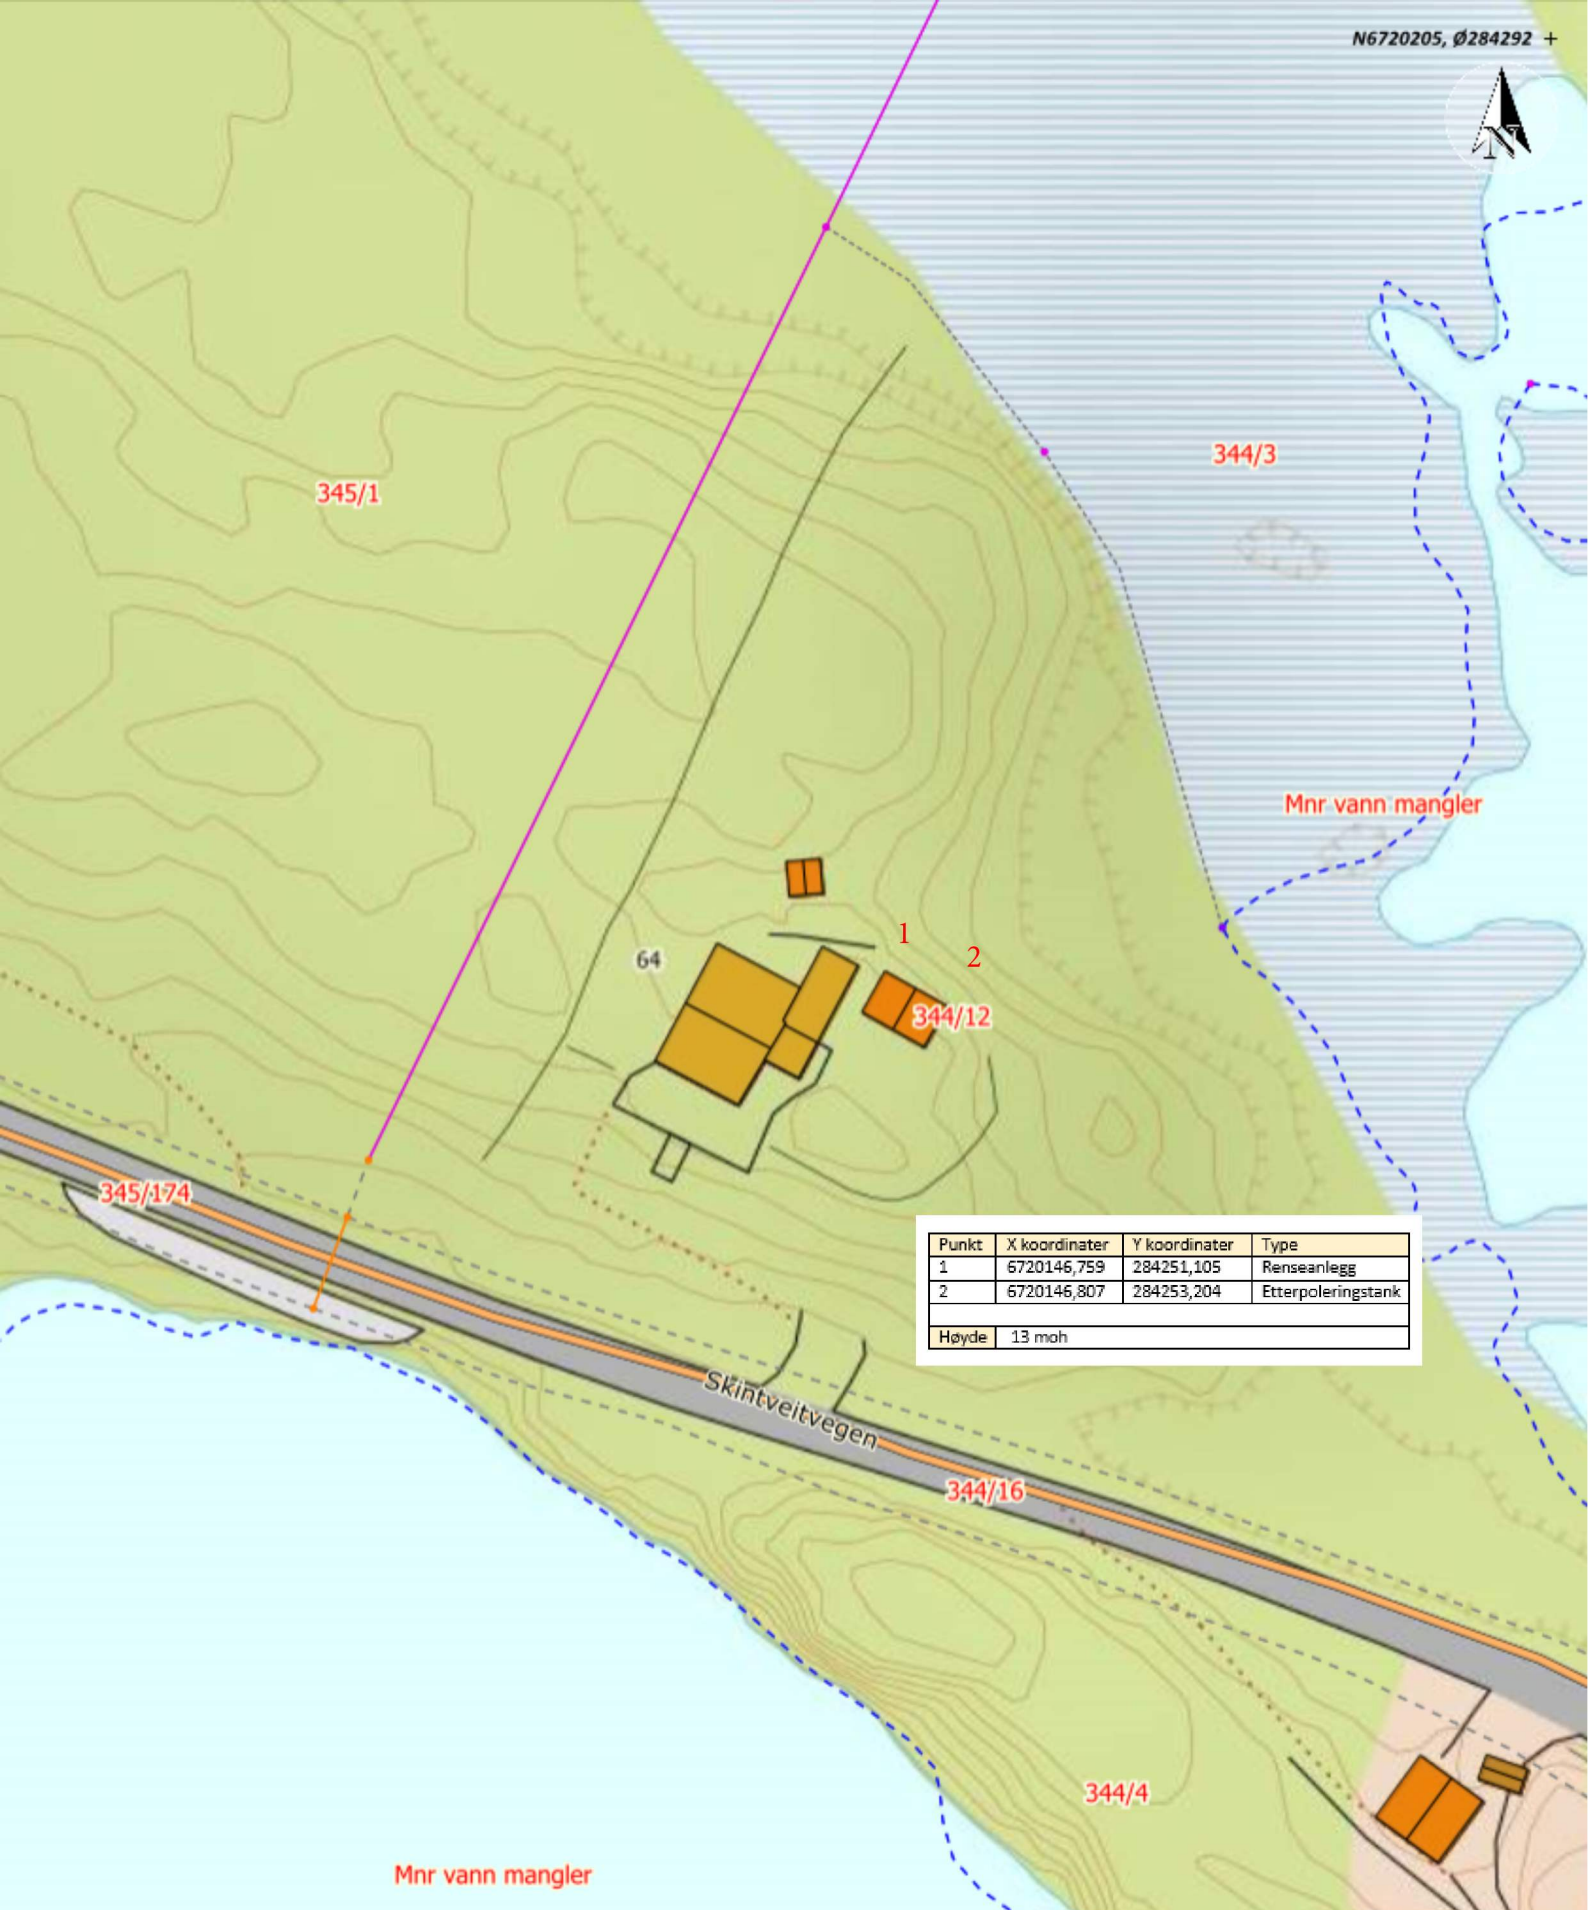 N6720205, Ø284292 +
N
344/3
345/1
Mnr vann mangler
1
2
64
344/12
345/174
Punkt X koordinater Y koordinater Type
1 6720146,759 284251,105 Renseanlegg
2 6720146,807 284253,204 Etterpoleringstank
Høyde 13 moh
Skintveitvegen
344/16
344/4
Mnr vann mangler